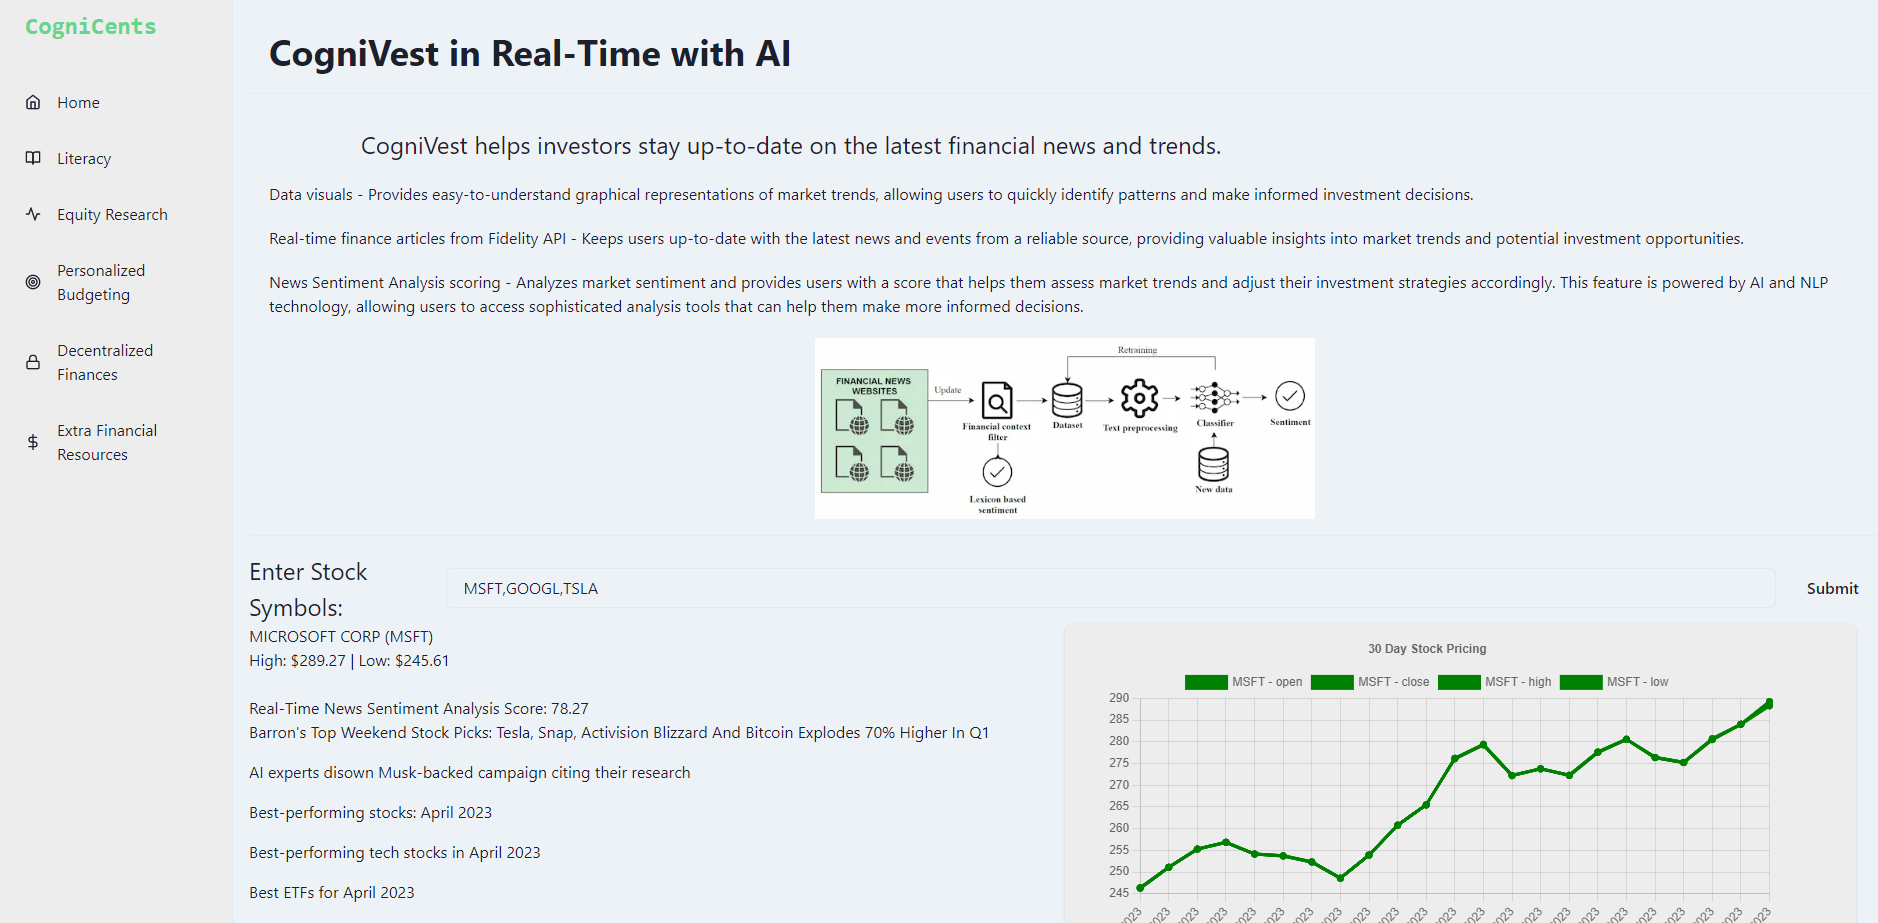 CogniCents
Home
Literacy
Equity Research
Personalized
Budgeting
Decentralized
Finances
Extra Financial
Resources
CogniVest in Real-Time with AI
CogniVest helps investors stay up-to-date on the latest financial news and trends.
Data visuals - Provides easy-to-understand graphical representations of market trends, allowing users to quickly identify patterns and make informed investment decisions.
Real-time finance articles from Fidelity API - Keeps users up-to-date with the latest news and events from a reliable source, providing valuable insights into market trends and potential investment opportunities.
News Sentiment Analysis scoring - Analyzes market sentiment and provides users with a score that helps them assess market trends and adjust their investment strategies accordingly. This feature is powered by AI and NLP
technology, allowing users to access sophisticated analysis tools that can help them make more informed decisions.
Retraining
FINANCIAL NEWS
WEBSITES
Update
Financial context
filter
Dataset
Text preprocessing
Classifier
Sentiment
Lexicon based
sentiment
New data
Enter Stock
Symbols:
MSFT,GOOGL,TSLA
Submit
MICROSOFT CORP (MSFT)
High: $289.27 | Low: $245.61
Real-Time News Sentiment Analysis Score: 78.27
Barron's Top Weekend Stock Picks: Tesla, Snap, Activision Blizzard And Bitcoin Explodes 70% Higher In Q1
AI experts disown Musk-backed campaign citing their research
Best-performing stocks: April 2023
Best-performing tech stocks in April 2023
Best ETFs for April 2023
30 Day Stock Pricing
MSFT - open MSFT - close MSFT - high MSFT - low
290
285
280
275
270
265
260
255
250
245